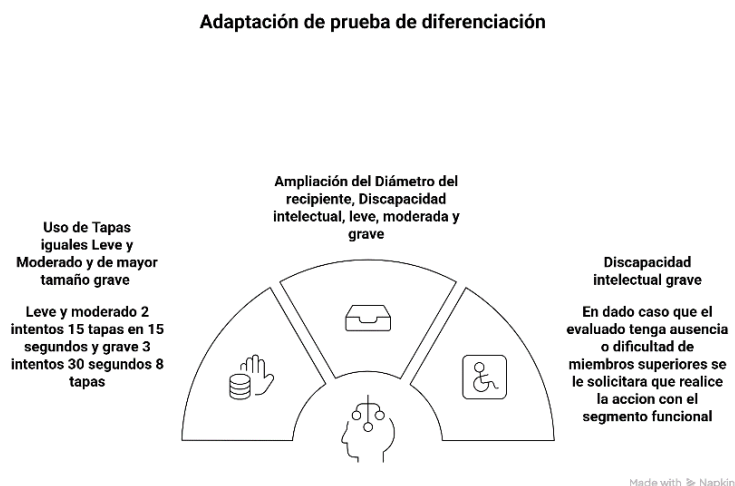 Adaptación de prueba de diferenciación
Ampliación del Diámetro del
recipiente, Discapacidad
intelectual, leve, moderada y
grave
Uso de Tapas
iguales Leve y
Moderado y de mayor
tamaño grave
Leve y moderado 2
intentos 15 tapas en 15
segundos y grave 3
intentos 30 segundos 8
tapas
Discapacidad
intelectual grave
En dado caso que el
evaluado tenga ausencia
o dificultad de
miembros superiores se
le solicitara que realice
la accion con el
segmento funcional
Made with Napkin